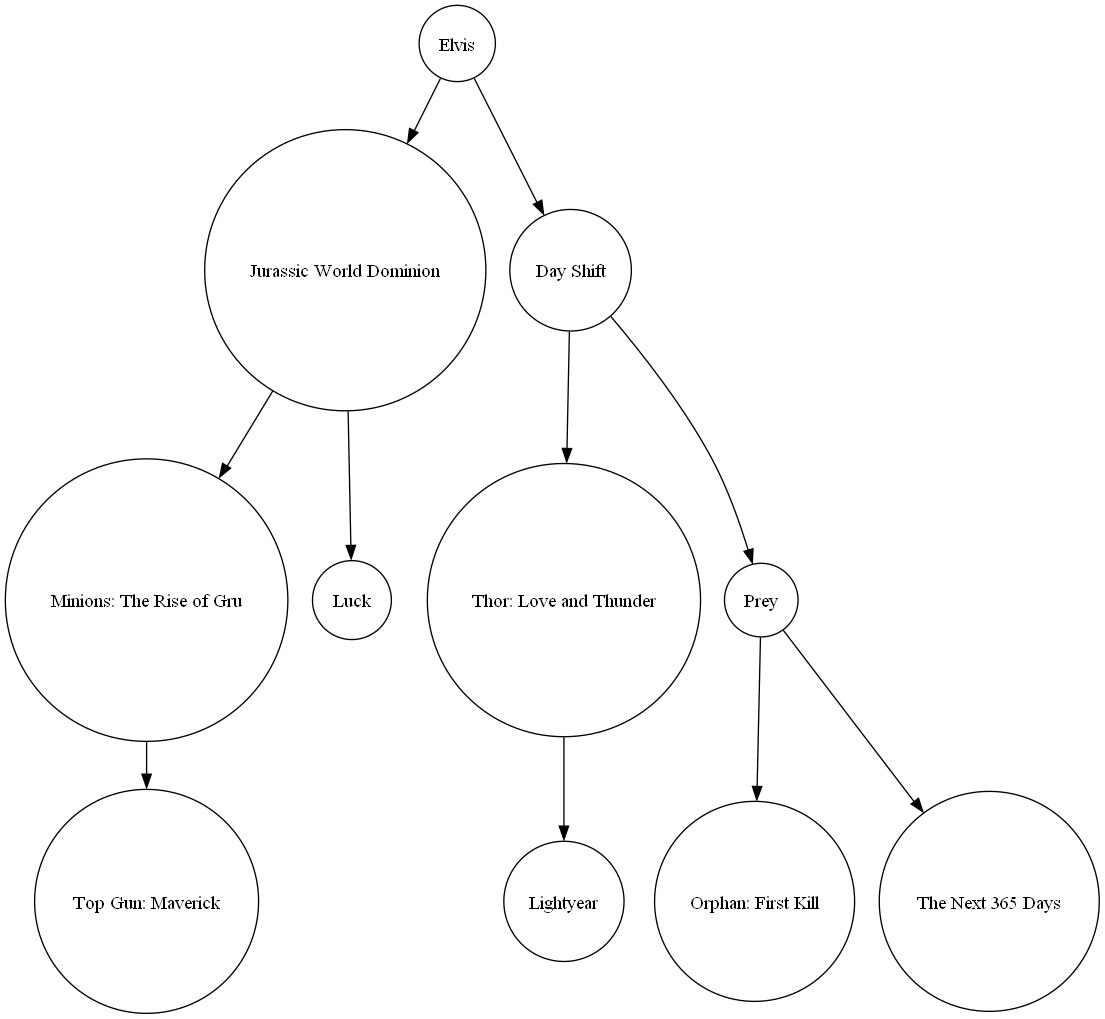 Elvis
Jurassic World Dominion
Day Shift
Minions: The Rise of Gru
Luck
Thor: Love and Thunder
Prey
Top Gun: Maverick
Lightyear
Orphan: First Kill
The Next 365 Days